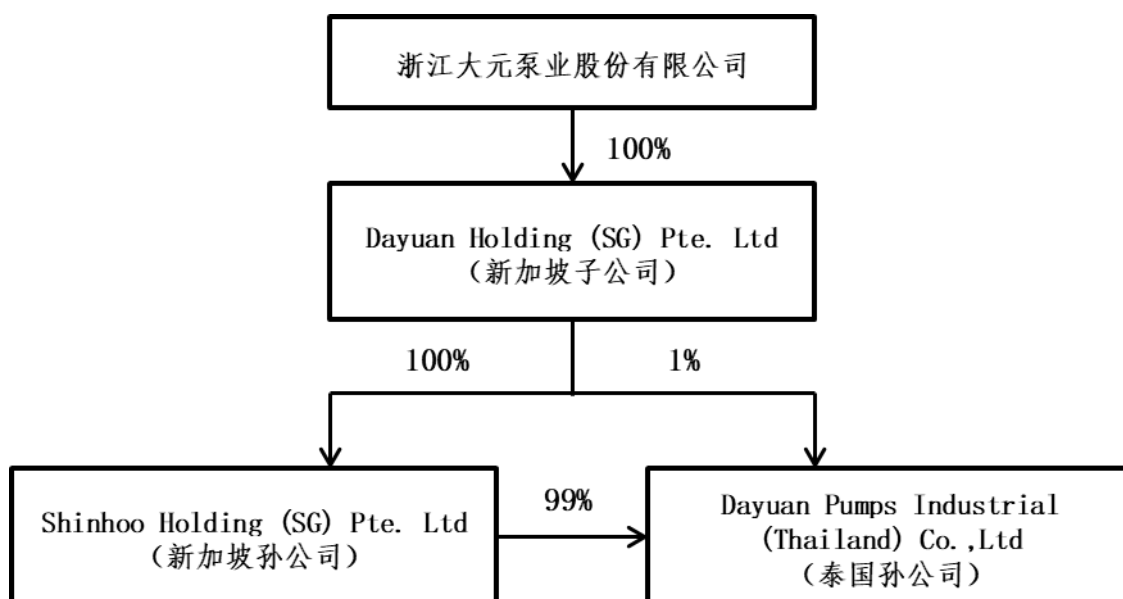 浙江大元泵业股份有限公司
100%
Dayuan Holding (SG) Pte. Ltd
（新加坡子公司）
100%
1%
Shinhoo Holding (SG) Pte. Ltd
（新加坡孙公司）
99%
Dayuan Pumps Industrial
(Thailand) Co.,Ltd
（泰国孙公司）